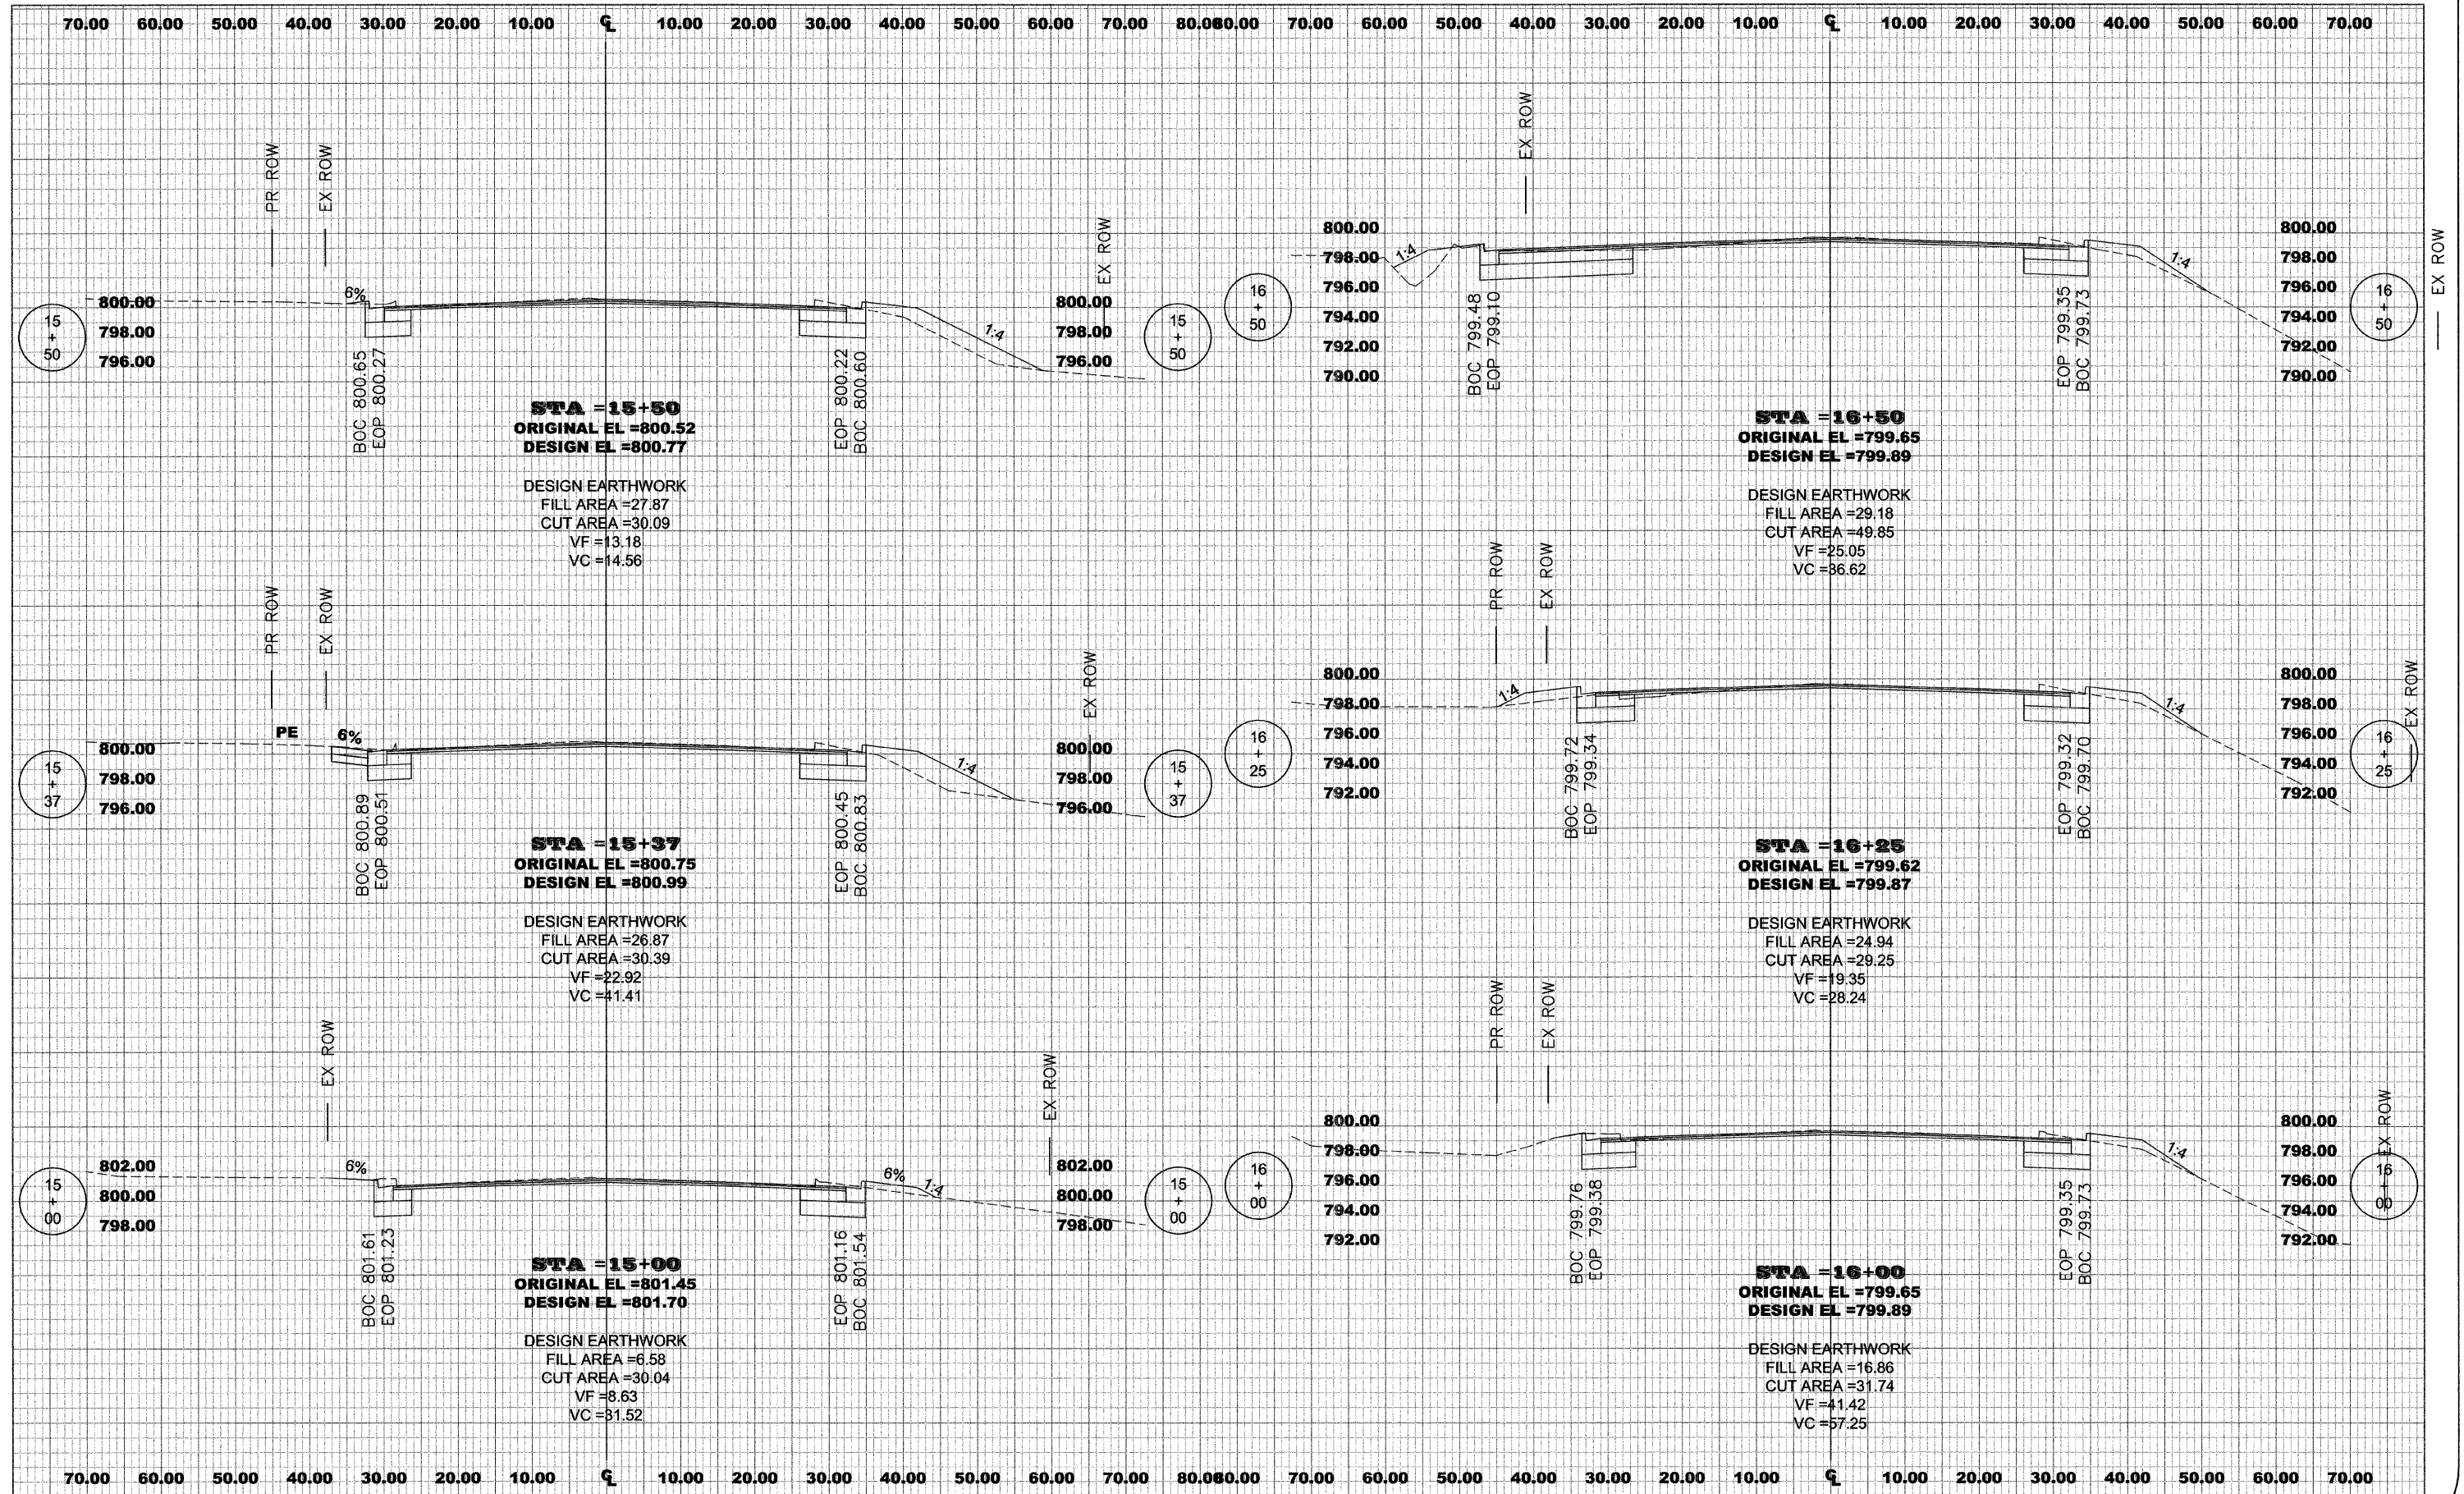 70.00 60.00 50.00 40.00 30.00 20.00 10.00 ℄ 10.00 20.00 30.00 40.00 50.00 60.00 70.00 80.00
80.00 70.00 60.00 50.00 40.00 30.00 20.00 10.00 ℄ 10.00 20.00 30.00 40.00 50.00 60.00 70.00
PR ROW
EX ROW
EX ROW
15
+
50
800.00
798.00
796.00
6%
1:4
800.00
798.00
796.00
15
+
50
BOC 800.65
EOP 800.27
EOP 800.22
BOC 800.60
STA =15+50
ORIGINAL EL =800.52
DESIGN EL =800.77
DESIGN EARTHWORK
FILL AREA =27.87
CUT AREA =30.09
VF =13.18
VC =14.56
PR ROW
EX ROW
EX ROW
15
+
37
800.00
798.00
796.00
PE
6%
1:4
800.00
798.00
796.00
15
+
37
BOC 800.89
EOP 800.51
EOP 800.45
BOC 800.83
STA =15+37
ORIGINAL EL =800.75
DESIGN EL =800.99
DESIGN EARTHWORK
FILL AREA =26.87
CUT AREA =30.39
VF =22.92
VC =41.41
EX ROW
EX ROW
15
+
00
802.00
800.00
798.00
6%
6%
1:4
802.00
800.00
798.00
15
+
00
BOC 801.61
EOP 801.23
EOP 801.16
BOC 801.54
STA =15+00
ORIGINAL EL =801.45
DESIGN EL =801.70
DESIGN EARTHWORK
FILL AREA =6.58
CUT AREA =30.04
VF =8.63
VC =31.52
EX ROW
EX ROW
16
+
50
800.00
798.00
796.00
794.00
792.00
790.00
1:4
1:4
800.00
798.00
796.00
794.00
792.00
790.00
16
+
50
BOC 799.48
EOP 799.10
EOP 799.35
BOC 799.73
STA =16+50
ORIGINAL EL =799.65
DESIGN EL =799.89
DESIGN EARTHWORK
FILL AREA =29.18
CUT AREA =49.85
VF =25.05
VC =36.62
PR ROW
EX ROW
EX ROW
16
+
25
800.00
798.00
796.00
794.00
792.00
1:4
1:4
800.00
798.00
796.00
794.00
792.00
16
+
25
BOC 799.72
EOP 799.34
EOP 799.32
BOC 799.70
STA =16+25
ORIGINAL EL =799.62
DESIGN EL =799.87
DESIGN EARTHWORK
FILL AREA =24.94
CUT AREA =29.25
VF =19.35
VC =28.24
PR ROW
EX ROW
EX ROW
16
+
00
800.00
798.00
796.00
794.00
792.00
1:4
800.00
798.00
796.00
794.00
792.00
16
+
00
BOC 799.76
EOP 799.38
EOP 799.35
BOC 799.73
STA =16+00
ORIGINAL EL =799.65
DESIGN EL =799.89
DESIGN EARTHWORK
FILL AREA =16.86
CUT AREA =31.74
VF =41.42
VC =57.25
70.00 60.00 50.00 40.00 30.00 20.00 10.00 ℄ 10.00 20.00 30.00 40.00 50.00 60.00 70.00 80.00
80.00 70.00 60.00 50.00 40.00 30.00 20.00 10.00 ℄ 10.00 20.00 30.00 40.00 50.00 60.00 70.00